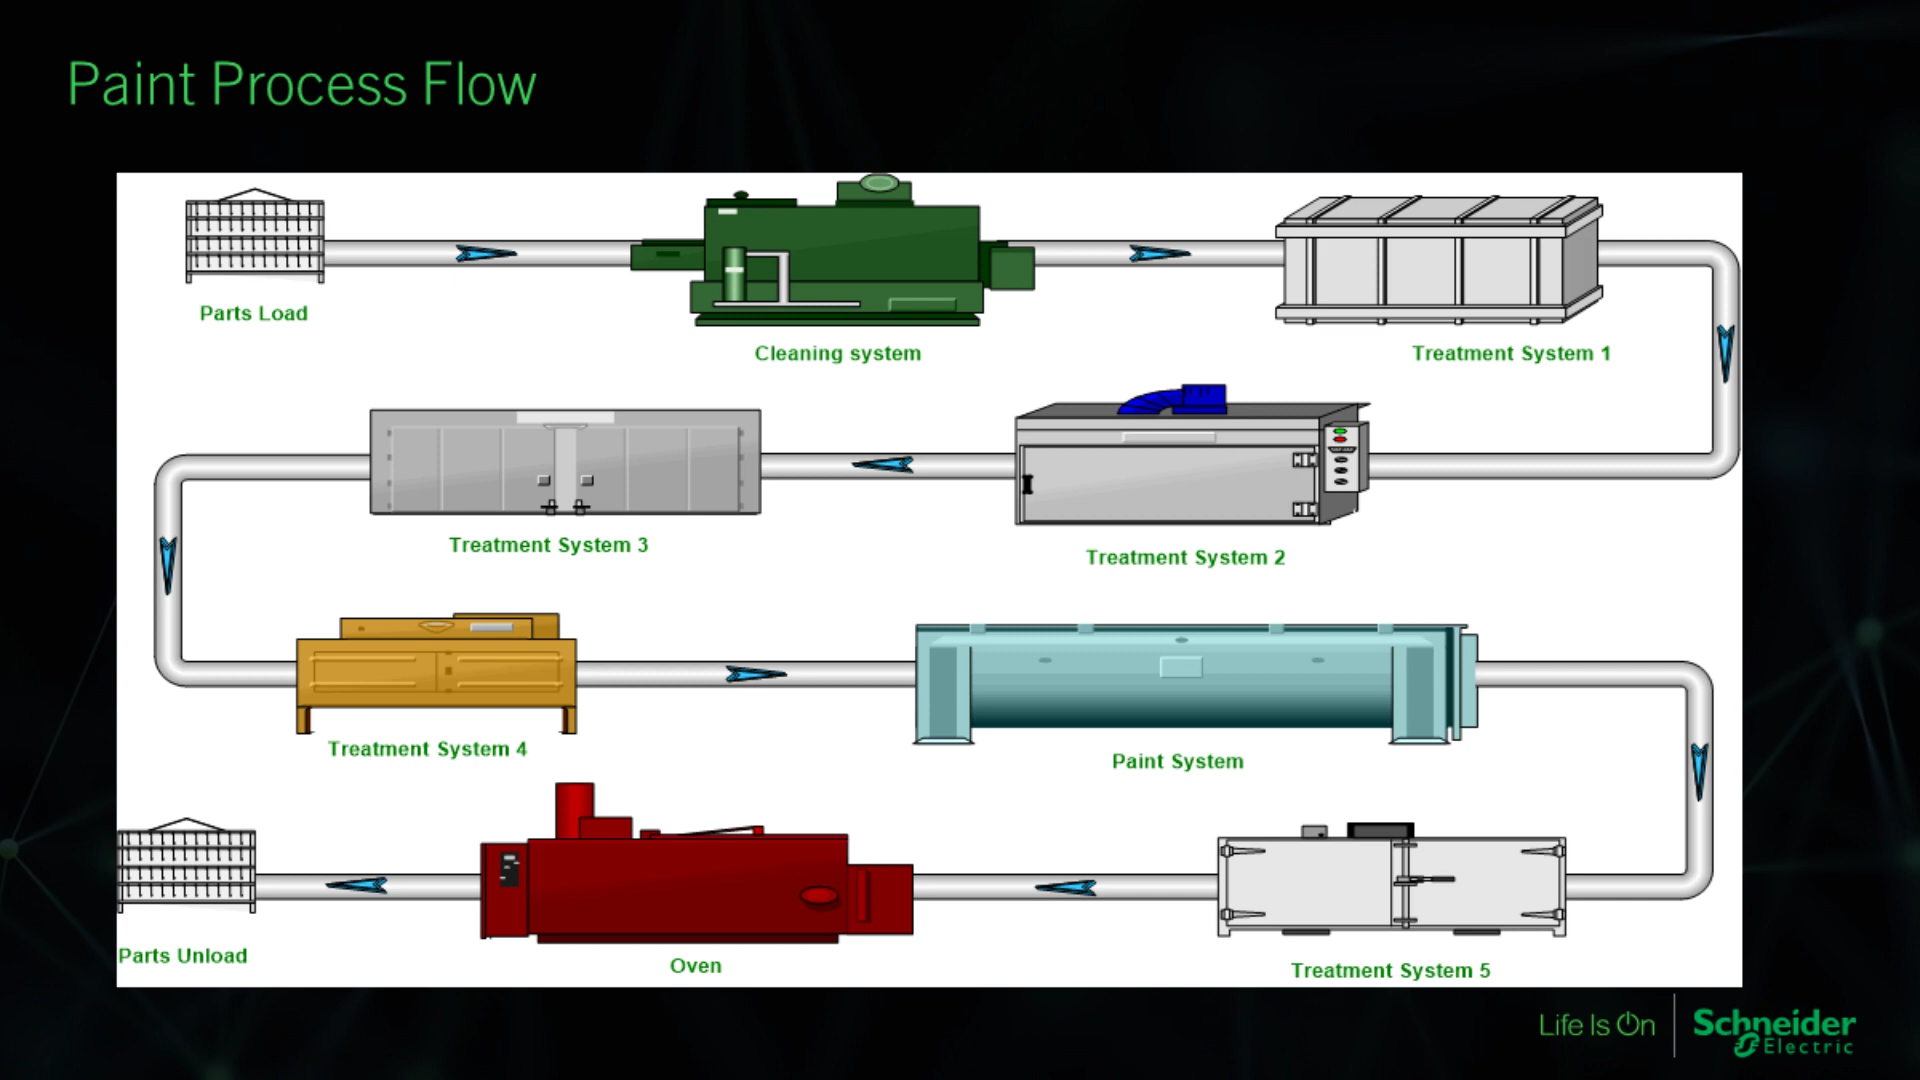 Paint Process Flow
Parts Load
Cleaning system
Treatment System 1
Treatment System 3
Treatment System 2
Treatment System 4
Paint System
Parts Unload
Oven
Treatment System 5
Life Is On
Schneider
Electric